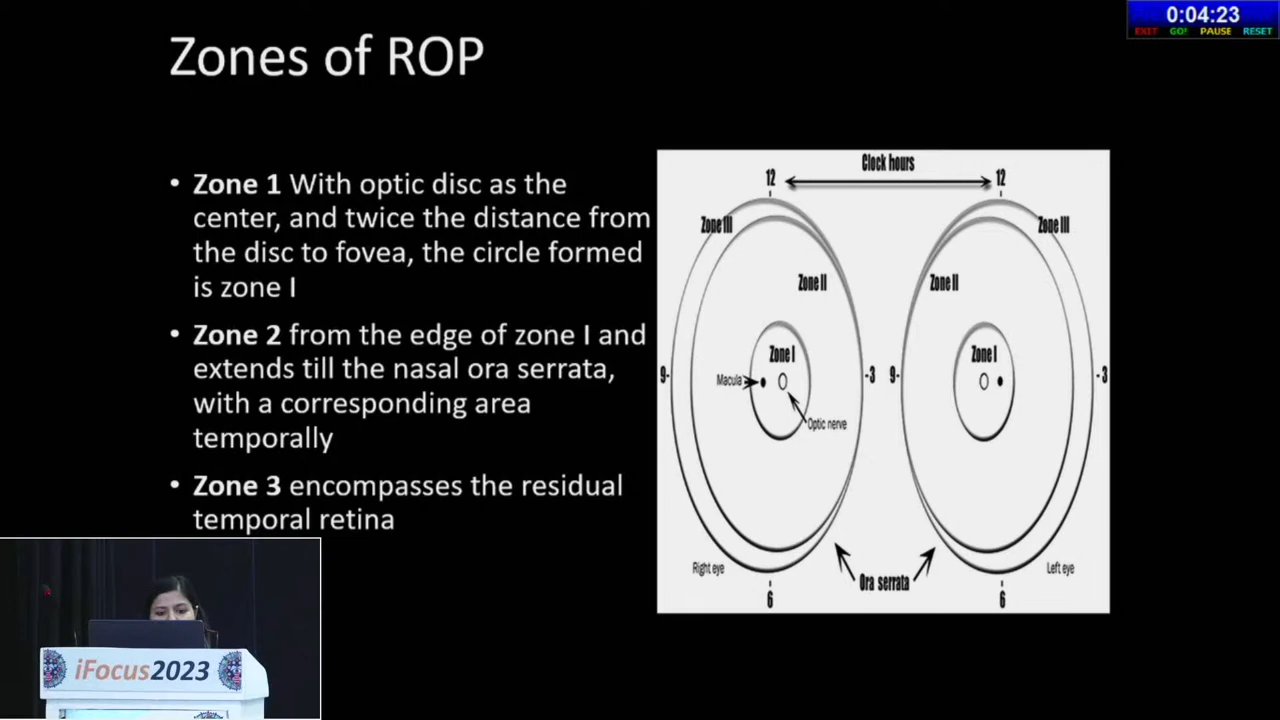 0:04:23
EXIT GO! PAUSE RESET
Zones of ROP
• Zone 1 With optic disc as the
center, and twice the distance from
the disc to fovea, the circle formed
is zone I
• Zone 2 from the edge of zone I and
extends till the nasal ora serrata,
with a corresponding area
temporally
• Zone 3 encompasses the residual
temporal retina
Clock hours
12 12
Zone III Zone III
Zone II Zone II
Zone I Zone I
Macula
9- -3 9- -3
Optic nerve
Right eye Ora serrata Left eye
6 6
iFocus2023